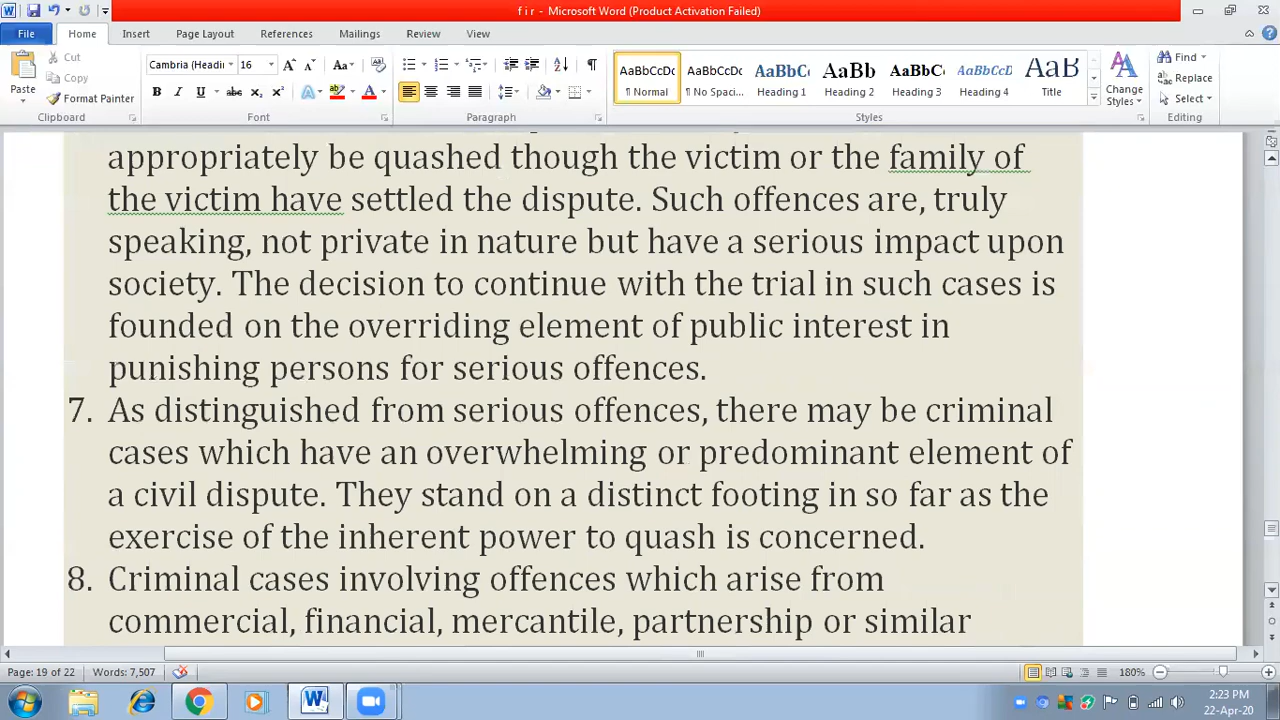 f i r - Microsoft Word (Product Activation Failed)
File Home Insert Page Layout References Mailings Review View
Paste Cut Copy Format Painter Clipboard
Cambria (Headi 16 Font
Paragraph
AaBbCcDc AaBbCcDc AaBbC AaBb AaBbC AaBbCcD AaB
¶ Normal ¶ No Spaci... Heading 1 Heading 2 Heading 3 Heading 4 Title
Change Styles
Styles
Find Replace Select Editing
appropriately be quashed though the victim or the family of
the victim have settled the dispute. Such offences are, truly
speaking, not private in nature but have a serious impact upon
society. The decision to continue with the trial in such cases is
founded on the overriding element of public interest in
punishing persons for serious offences.
7. As distinguished from serious offences, there may be criminal
cases which have an overwhelming or predominant element of
a civil dispute. They stand on a distinct footing in so far as the
exercise of the inherent power to quash is concerned.
8. Criminal cases involving offences which arise from
commercial, financial, mercantile, partnership or similar
Page: 19 of 22 Words: 7,507 180%
2:23 PM
22-Apr-20